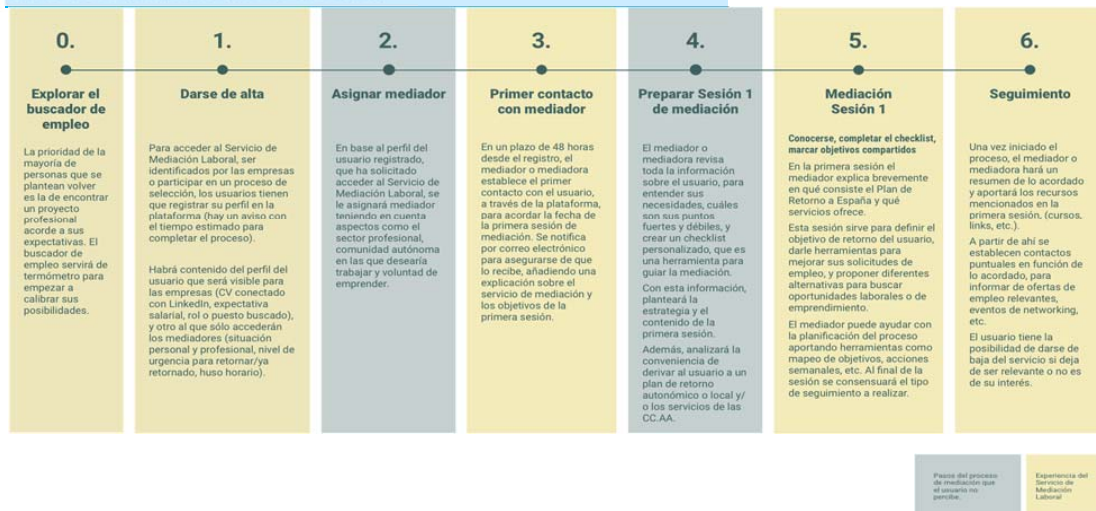 0.
Explorar el
buscador de
empleo
La prioridad de la
mayoría de
personas que se
plantean volver
es la de encontrar
un proyecto
profesional
acorde a sus
expectativas. El
buscador de
empleo servirá de
termómetro para
empezar a
calibrar sus
posibilidades.
1.
Darse de alta
Para acceder al Servicio de
Mediación Laboral, ser
identificados por las empresas
o participar en un proceso de
selección, los usuarios tienen
que registrar su perfil en la
plataforma (hay un aviso con
el tiempo estimado para
completar el proceso).
Habrá contenido del perfil del
usuario que será visible para
las empresas (CV conectado
con LinkedIn, expectativa
salarial, rol o puesto buscado),
y otro al que sólo accederán
los mediadores (situación
personal y profesional, nivel de
urgencia para retornar/ya
retornado, huso horario).
2.
Asignar mediador
En base al perfil del
usuario registrado,
que ha solicitado
acceder al Servicio de
Mediación Laboral, se
le asignará mediador
teniendo en cuenta
aspectos como el
sector profesional,
comunidad autónoma
en las que desearía
trabajar y voluntad de
emprender.
3.
Primer contacto
con mediador
En un plazo de 48 horas
desde el registro, el
mediador o mediadora
establece el primer
contacto con el usuario,
a través de la plataforma,
para acordar la fecha de
la primera sesión de
mediación. Se notifica
por correo electrónico
para asegurarse de que
lo recibe, añadiendo una
explicación sobre el
servicio de mediación y
los objetivos de la
primera sesión.
4.
Preparar Sesión 1
de mediación
El mediador o
mediadora revisa
toda la información
sobre el usuario, para
entender sus
necesidades, cuáles
son sus puntos
fuertes y débiles, y
crear un checklist
personalizado, que es
una herramienta para
guiar la mediación.
Con esta información,
planteará la
estrategia y el
contenido de la
primera sesión.
Además, analizará la
conveniencia de
derivar al usuario a un
plan de retorno
autonómico o local y/
o los servicios de las
CC.AA.
5.
Mediación
Sesión 1
Conocerse, completar el checklist,
marcar objetivos compartidos
En la primera sesión el
mediador explica brevemente
en qué consiste el Plan de
Retorno a España y qué
servicios ofrece.
Esta sesión sirve para definir el
objetivo de retorno del usuario,
darle herramientas para
mejorar sus solicitudes de
empleo, y proponer diferentes
alternativas para buscar
oportunidades laborales o de
emprendimiento.
El mediador puede ayudar con
la planificación del proceso
aportando herramientas como
mapeo de objetivos, acciones
semanales, etc. Al final de la
sesión se consensuará el tipo
de seguimiento a realizar.
6.
Seguimiento
Una vez iniciado el
proceso, el mediador o
mediadora hará un
resumen de lo acordado
y aportará los recursos
mencionados en la
primera sesión, (cursos,
links, etc.).
A partir de ahí se
establecen contactos
puntuales en función de
lo acordado, para
informar de ofertas de
empleo relevantes,
eventos de networking,
etc.
El usuario tiene la
posibilidad de darse de
baja del servicio si deja
de ser relevante o no es
de su interés.
Pasos del proceso
de mediación que
el usuario no
percibe.
Experiencia del
Servicio de
Mediación
Laboral